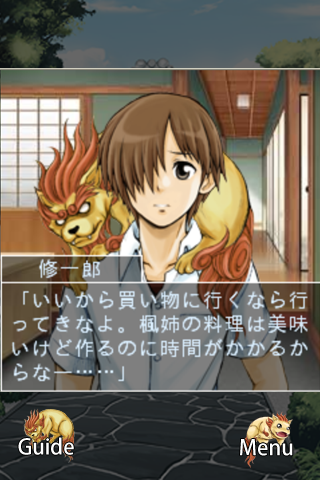 修一郎
「いいから買い物に行くなら行
ってきなよ。楓姉の料理は美味
いけど作るのに時間がかかるか
らなー……」
Guide
Menu